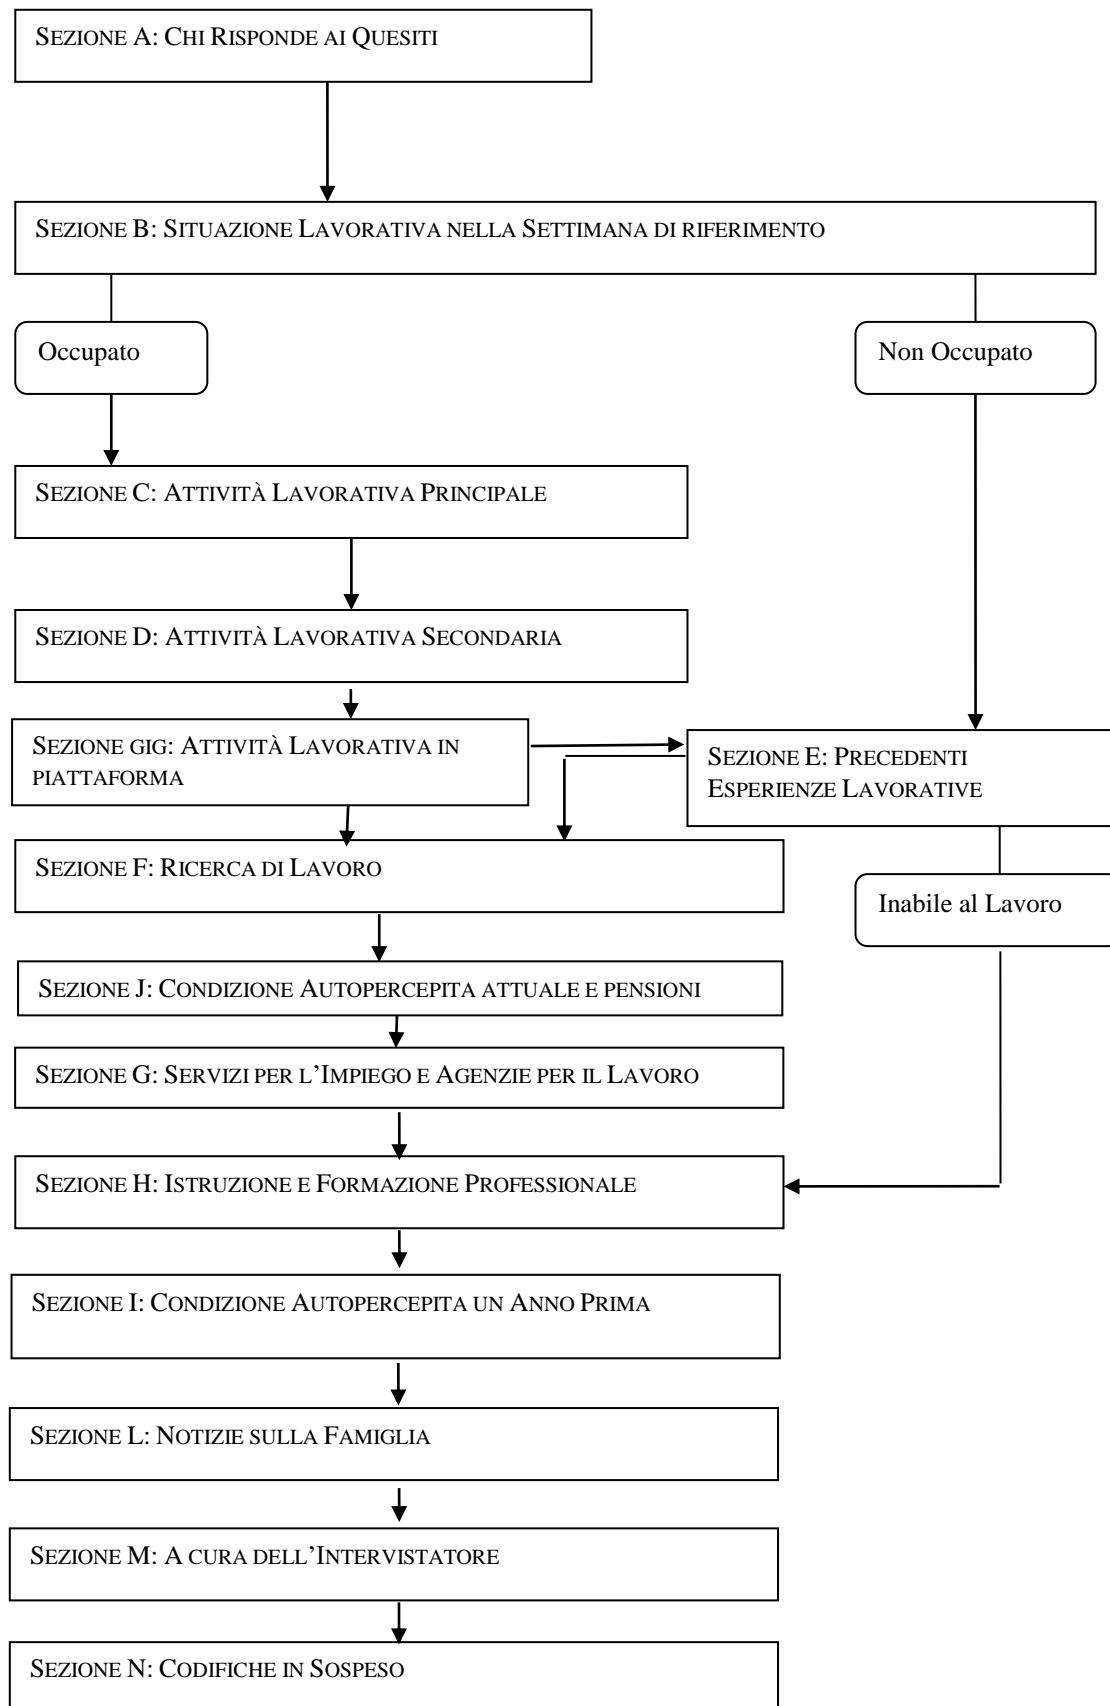 SEZIONE A: CHI RISPONDE AI QUESITI
SEZIONE B: SITUAZIONE LAVORATIVA NELLA SETTIMANA DI RIFERIMENTO
Occupato
Non Occupato
SEZIONE C: ATTIVITÀ LAVORATIVA PRINCIPALE
SEZIONE D: ATTIVITÀ LAVORATIVA SECONDARIA
SEZIONE GIG: ATTIVITÀ LAVORATIVA IN
PIATTAFORMA
SEZIONE E: PRECEDENTI
ESPERIENZE LAVORATIVE
SEZIONE F: RICERCA DI LAVORO
Inabile al Lavoro
SEZIONE J: CONDIZIONE AUTOPERCEPITA ATTUALE E PENSIONI
SEZIONE G: SERVIZI PER L'IMPIEGO E AGENZIE PER IL LAVORO
SEZIONE H: ISTRUZIONE E FORMAZIONE PROFESSIONALE
SEZIONE I: CONDIZIONE AUTOPERCEPITA UN ANNO PRIMA
SEZIONE L: NOTIZIE SULLA FAMIGLIA
SEZIONE M: A CURA DELL'INTERVISTATORE
SEZIONE N: CODIFICHE IN SOSPESO